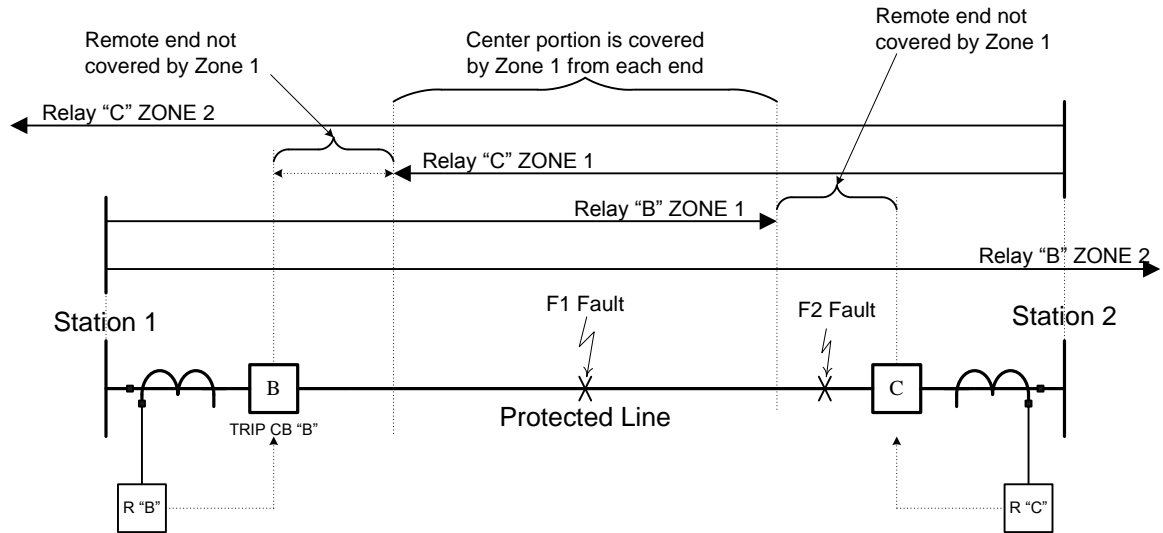 Remote end not
covered by Zone 1
Center portion is covered
by Zone 1 from each end
Remote end not
covered by Zone 1
Relay “C” ZONE 2
Relay “C” ZONE 1
Relay “B” ZONE 1
Relay “B” ZONE 2
Station 1
F1 Fault
F2 Fault
Station 2
B
C
TRIP CB “B”
Protected Line
R “B”
R “C”